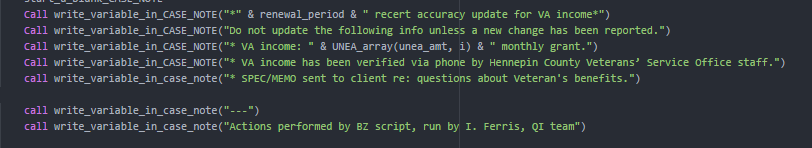 start_a_blank_CASE_NOTE
Call write_variable_in_CASE_NOTE("*" & renewal_period & " recert accuracy update for VA income*")
Call write_variable_in_CASE_NOTE("Do not update the following info unless a new change has been reported.")
Call write_variable_in_CASE_NOTE("* VA income: " & UNEA_array(unea_amt, i) & " monthly grant.")
Call write_variable_in_CASE_NOTE("* VA income has been verified via phone by Hennepin County Veterans’ Service Office staff.")
call write_variable_in_case_note("* SPEC/MEMO sent to client re: questions about Veteran's benefits.")
call write_variable_in_case_note("---")
call write_variable_in_case_note("Actions performed by BZ script, run by I. Ferris, QI team")